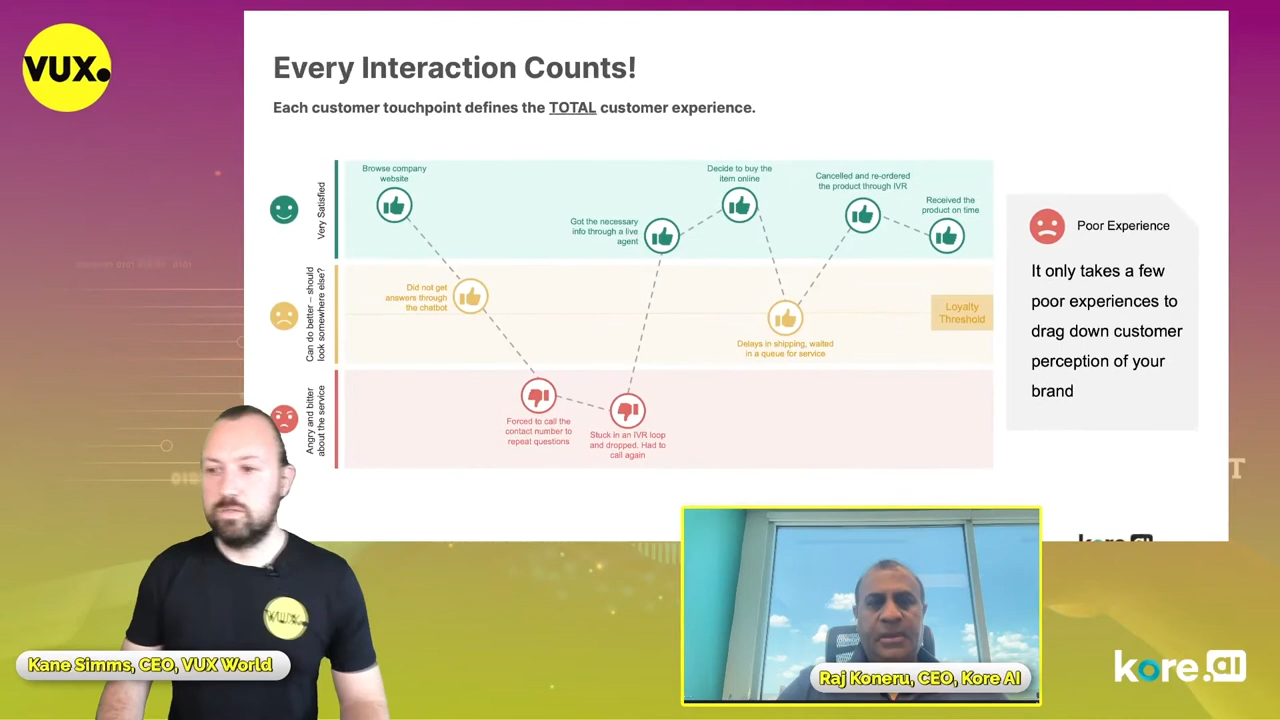 VUX.
Every Interaction Counts!
Each customer touchpoint defines the TOTAL customer experience.
Very Satisfied
Can do better – should
look somewhere else?
Angry and bitter
about the service
Browse company
website
Did not get
answers through
the chatbot
Forced to call the
contact number to
repeat questions
Stuck in an IVR loop
and dropped. Had to
call again
Got the necessary
info through a live
agent
Decide to buy the
item online
Delays in shipping, waited
in a queue for service
Cancelled and re-ordered
the product through IVR
Received the
product on time
Loyalty
Threshold
Poor Experience
It only takes a few
poor experiences to
drag down customer
perception of your
brand
kore.ai
VUX.
Kane Simms, CEO, VUX World
Raj Koneru, CEO, Kore AI
kore.ai